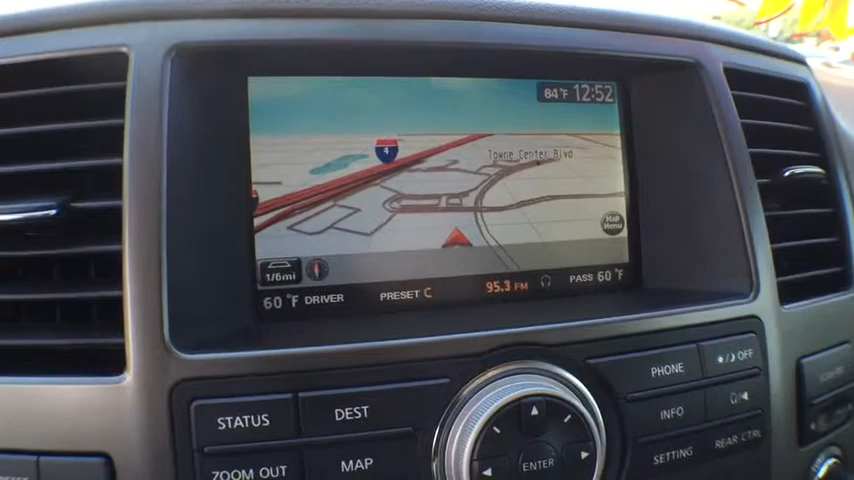 84°F 12:52
4
Towne Center Blvd
Map Menu
1/6mi
60°F DRIVER PRESET C 95.3 FM PASS 60°F
STATUS DEST PHONE OFF
INFO
ZOOM OUT MAP ENTER SETTING REAR CTRL